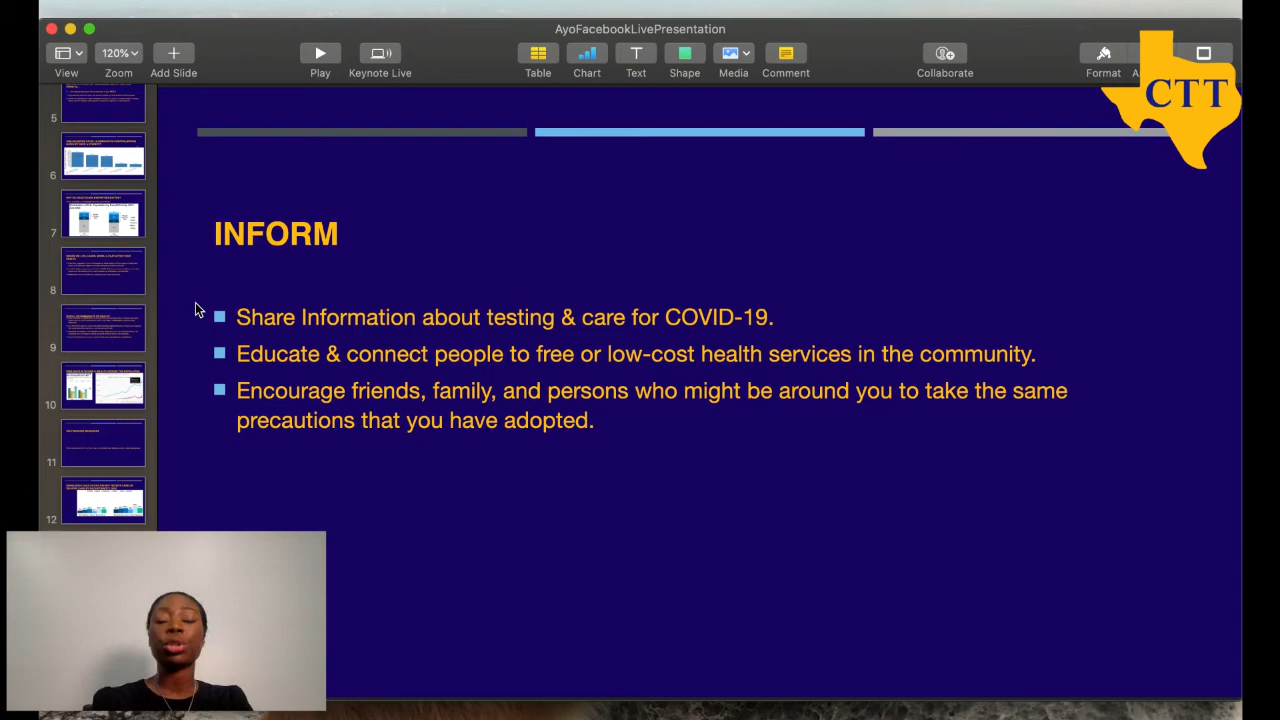 AyoFacebookLivePresentation
120%
View
Zoom
Add Slide
Play
Keynote Live
Table
Chart
Text
Shape
Media
Comment
Collaborate
Format
CTT
5
6
7
8
9
10
11
12
INFORM
Share Information about testing & care for COVID-19.
Educate & connect people to free or low-cost health services in the community.
Encourage friends, family, and persons who might be around you to take the same
precautions that you have adopted.